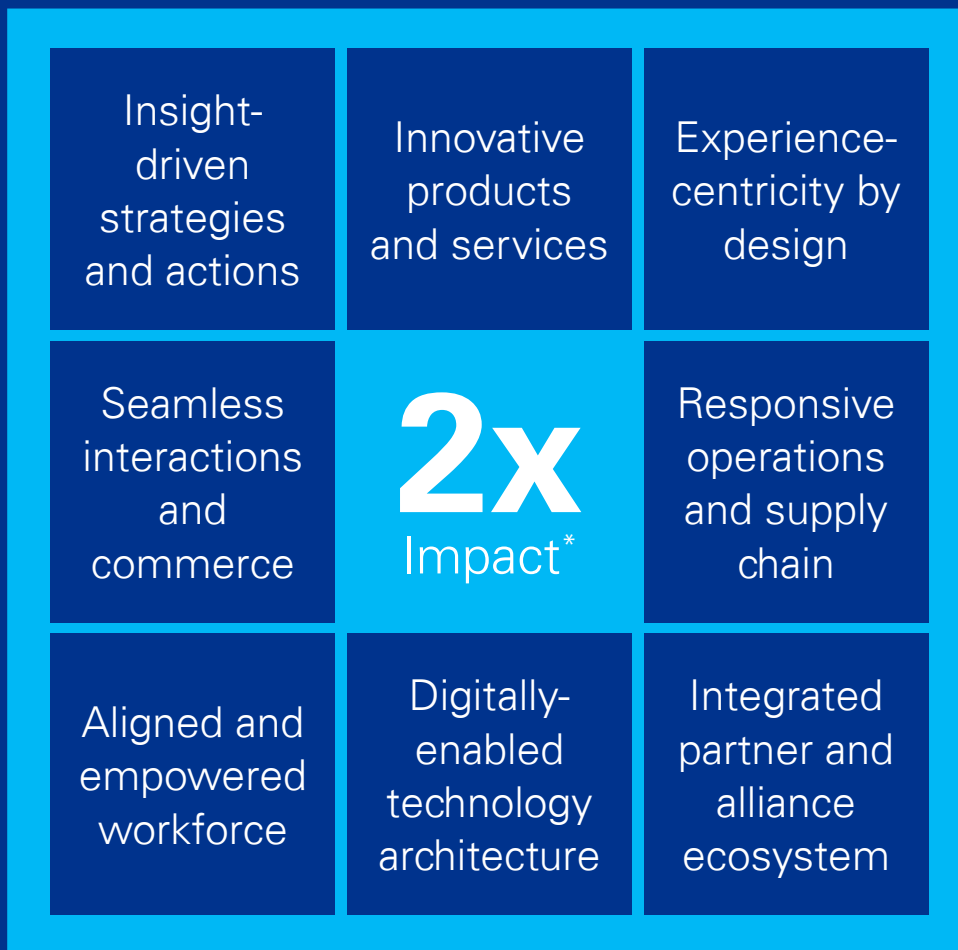 Insight-
driven
strategies
and actions
Innovative
products
and services
Experience-
centricity by
design
Seamless
interactions
and
commerce
2x
Impact*
Responsive
operations
and supply
chain
Aligned and
empowered
workforce
Digitally-
enabled
technology
architecture
Integrated
partner and
alliance
ecosystem